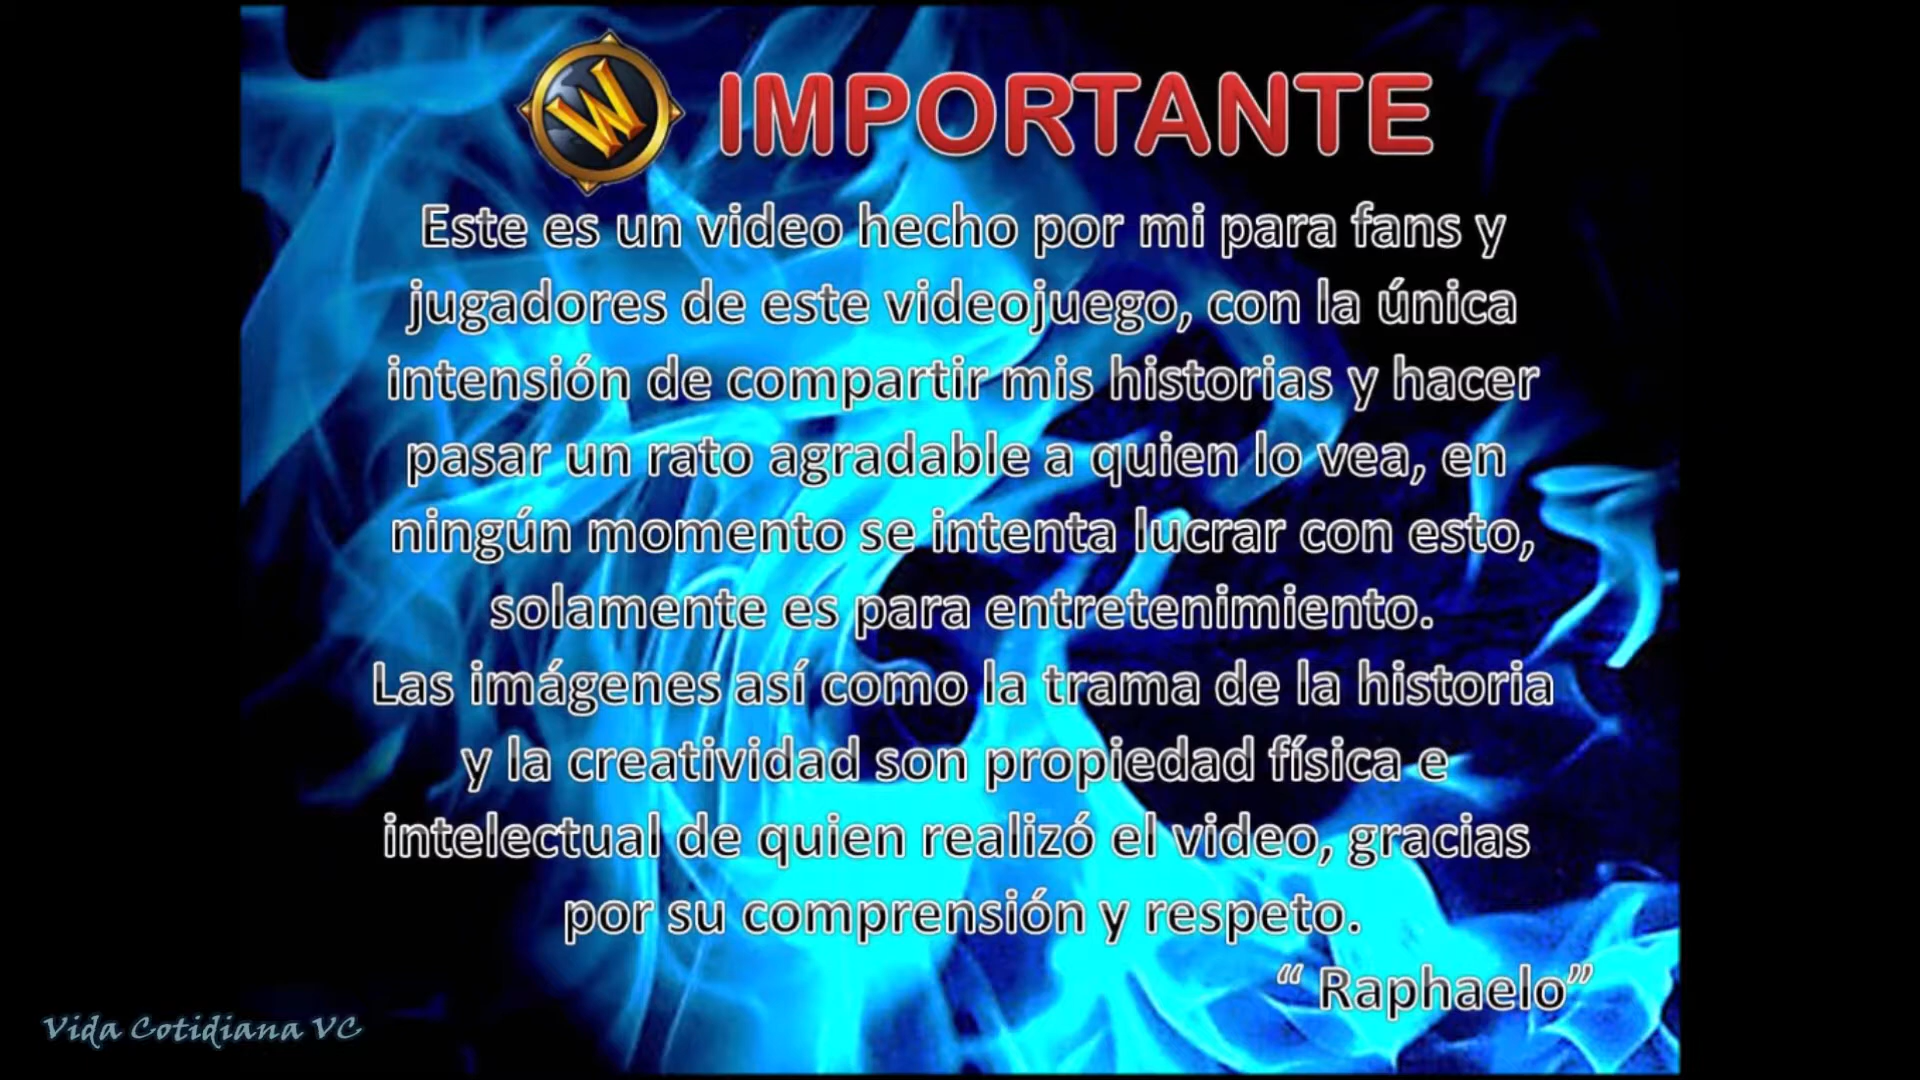 W IMPORTANTE
Este es un video hecho por mi para fans y
jugadores de este videojuego, con la única
intensión de compartir mis historias y hacer
pasar un rato agradable a quien lo vea, en
ningún momento se intenta lucrar con esto,
solamente es para entretenimiento.
Las imágenes así como la trama de la historia
y la creatividad son propiedad física e
intelectual de quien realizó el video, gracias
por su comprensión y respeto.
“ Raphaelo”
Vida Cotidiana VC